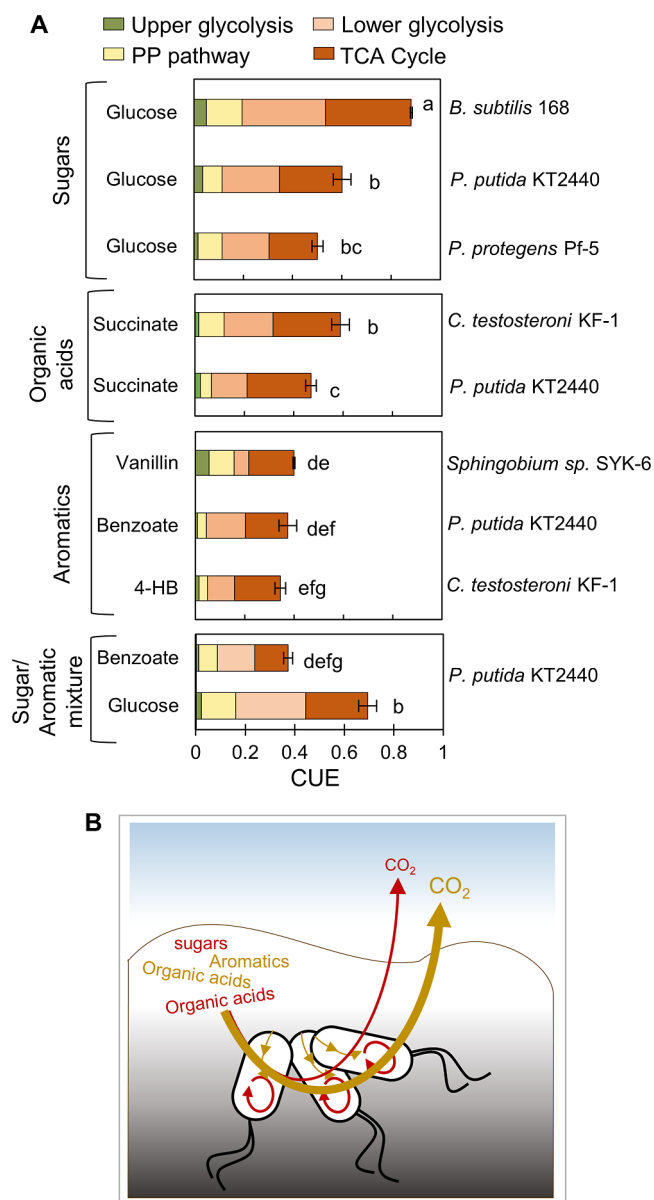 A
Upper glycolysis
Lower glycolysis
PP pathway
TCA Cycle
Sugars
Glucose
a
B. subtilis 168
Glucose
b
P. putida KT2440
Glucose
bc
P. protegens Pf-5
Organic
acids
Succinate
b
C. testosteroni KF-1
Succinate
c
P. putida KT2440
Aromatics
Vanillin
de
Sphingobium sp. SYK-6
Benzoate
def
P. putida KT2440
4-HB
efg
C. testosteroni KF-1
Sugar/
Aromatic
mixture
Benzoate
defg
P. putida KT2440
Glucose
b
0 0.2 0.4 0.6 0.8 1
CUE
B
CO2
CO2
sugars
Aromatics
Organic acids
Organic acids